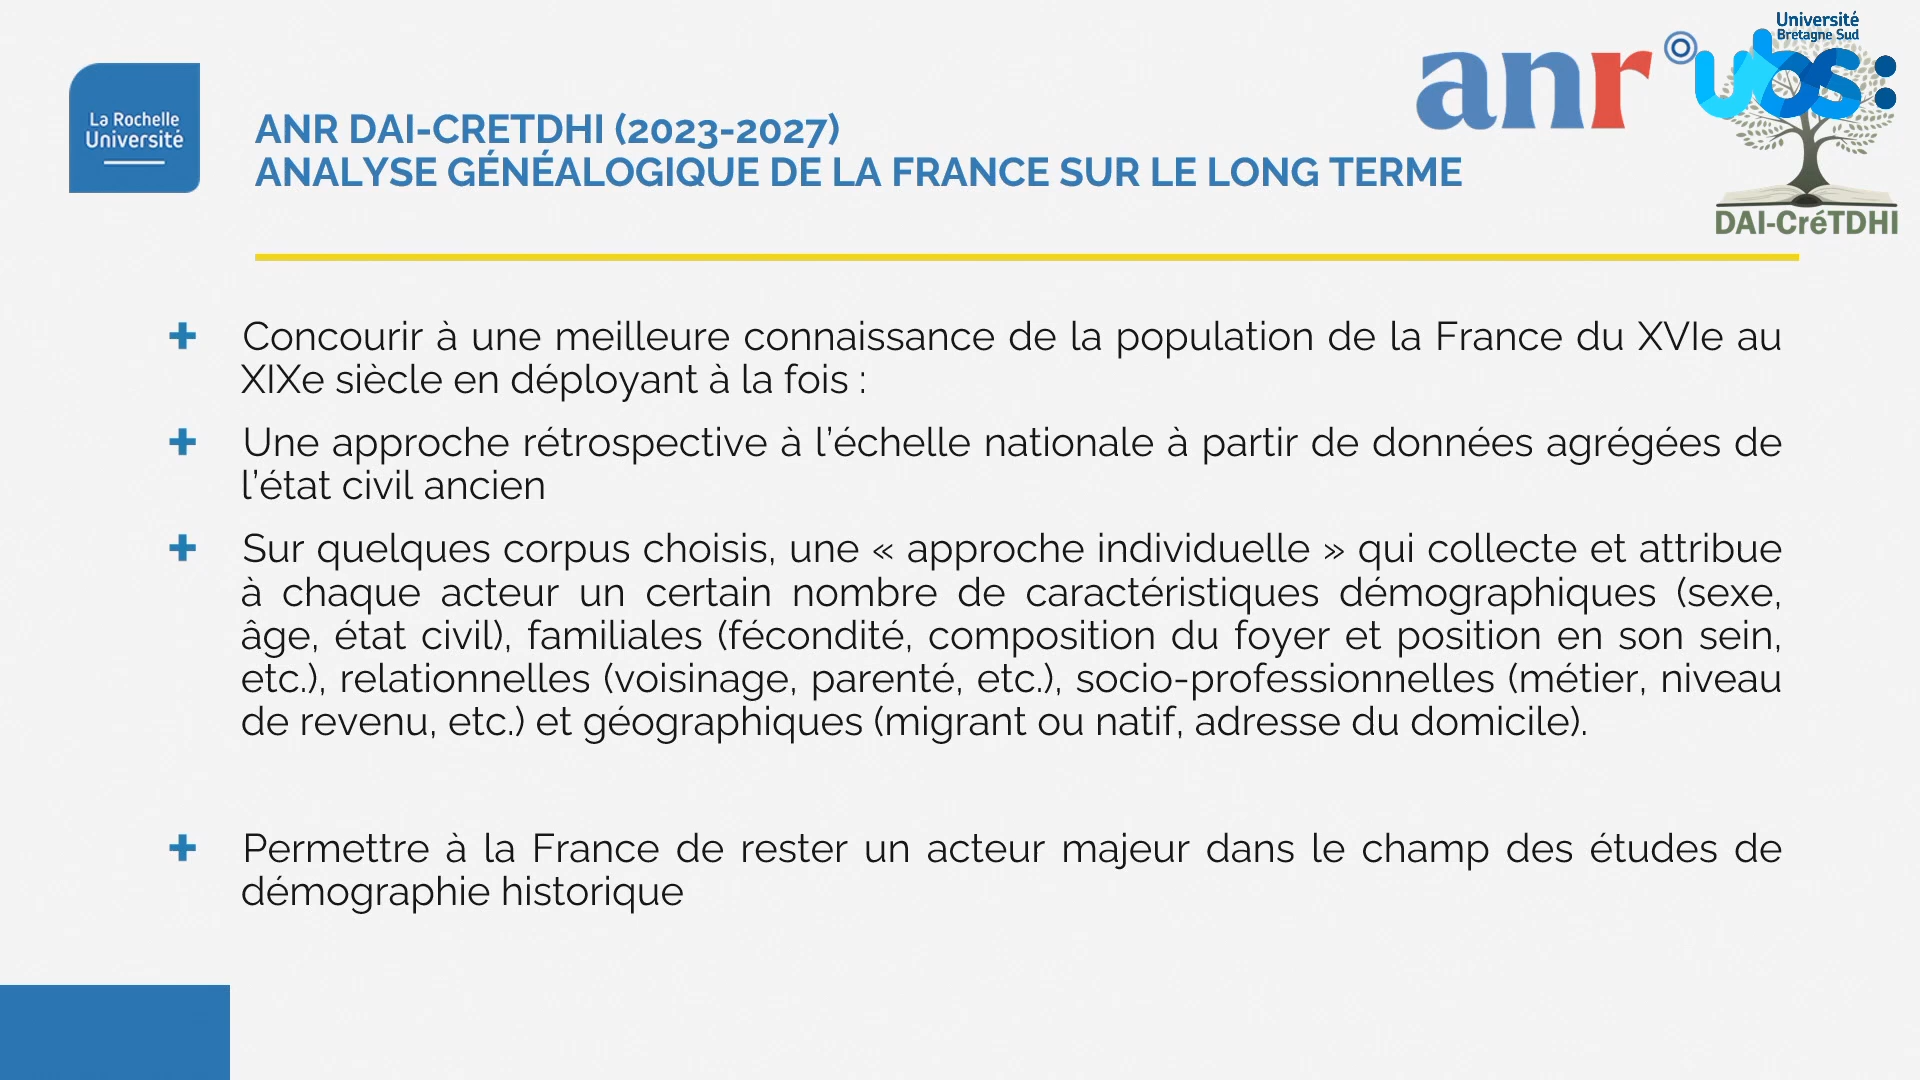 Université
Bretagne Sud
anr
ubs:
La Rochelle
Université
ANR DAI-CRETDHI (2023-2027)
ANALYSE GÉNÉALOGIQUE DE LA FRANCE SUR LE LONG TERME
DAI-CréTDHI
Concourir à une meilleure connaissance de la population de la France du XVIe au
XIXe siècle en déployant à la fois :
Une approche rétrospective à l’échelle nationale à partir de données agrégées de
l’état civil ancien
Sur quelques corpus choisis, une « approche individuelle » qui collecte et attribue
à chaque acteur un certain nombre de caractéristiques démographiques (sexe,
âge, état civil), familiales (fécondité, composition du foyer et position en son sein,
etc.), relationnelles (voisinage, parenté, etc.), socio-professionnelles (métier, niveau
de revenu, etc.) et géographiques (migrant ou natif, adresse du domicile).
Permettre à la France de rester un acteur majeur dans le champ des études de
démographie historique